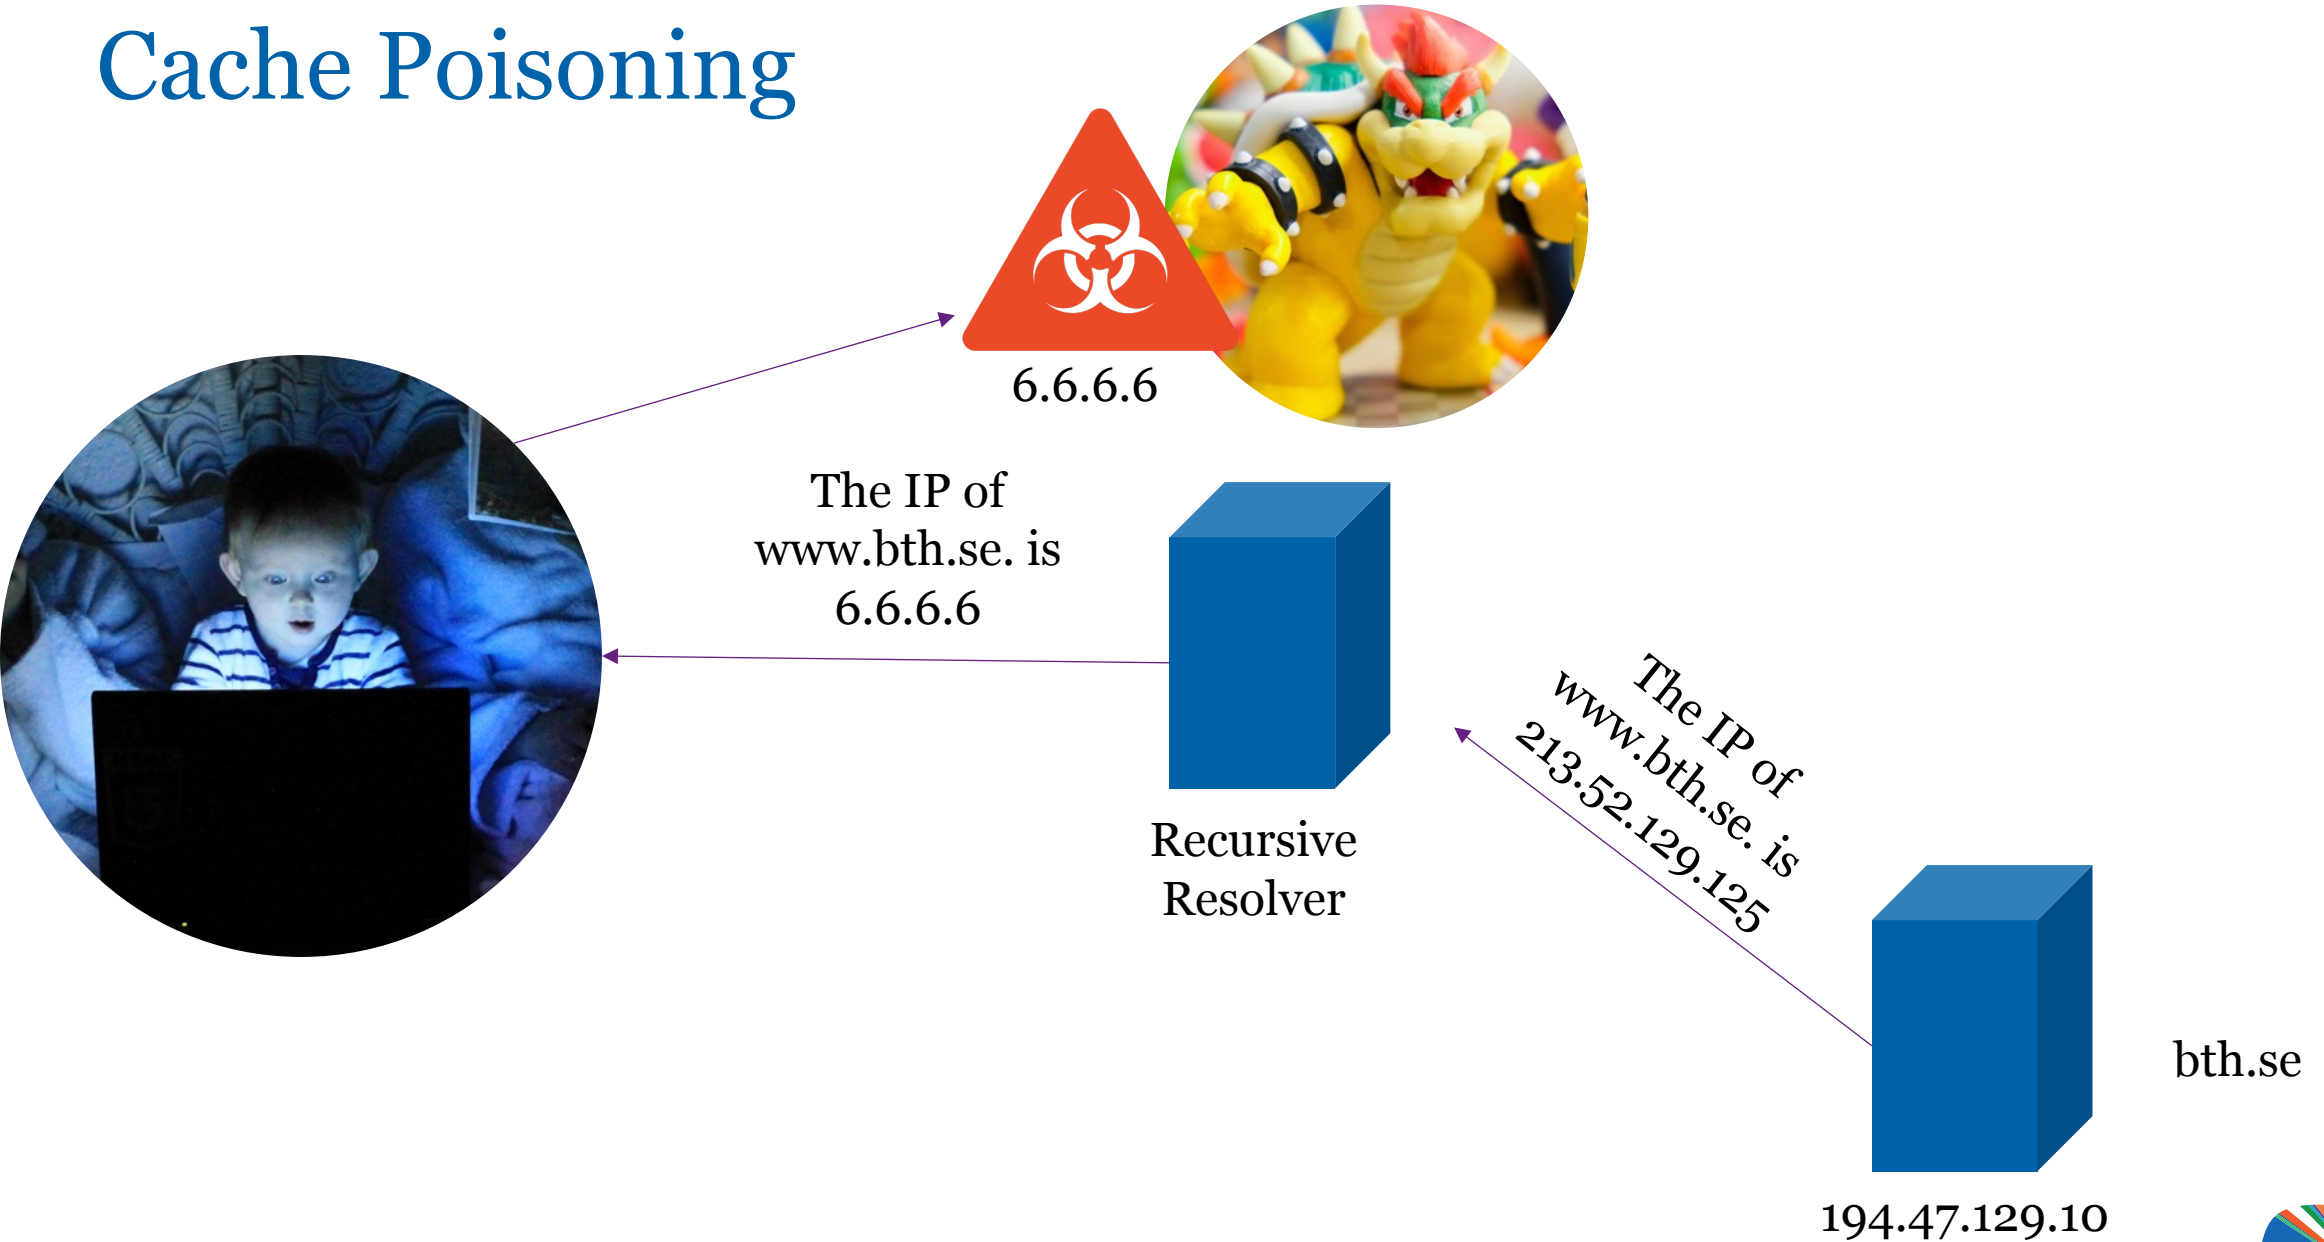 Cache Poisoning
6.6.6.6
The IP of
www.bth.se. is
6.6.6.6
The IP of
www.bth.se. is
213.52.129.125
Recursive
Resolver
bth.se
194.47.129.10